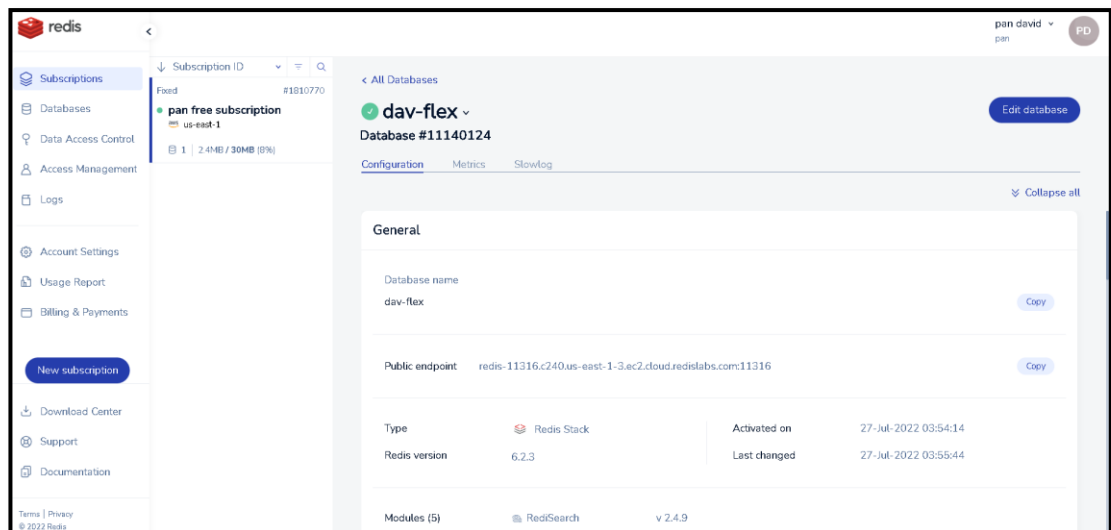 redis
pan david
pan
PD
Subscriptions
Databases
Data Access Control
Access Management
Logs
Account Settings
Usage Report
Billing & Payments
New subscription
Download Center
Support
Documentation
Terms | Privacy
© 2022 Redis
Subscription ID
Fixed #1810770
pan free subscription
us-east-1
1 | 2.4MB / 30MB (8%)
All Databases
dav-flex
Edit database
Database #11140124
Configuration Metrics Slowlog
Collapse all
General
Database name
dav-flex Copy
Public endpoint redis-11316.c240.us-east-1-3.ec2.cloud.redislabs.com:11316 Copy
Type Redis Stack Activated on 27-Jul-2022 03:54:14
Redis version 6.2.3 Last changed 27-Jul-2022 03:55:44
Modules (5) RediSearch v 2.4.9